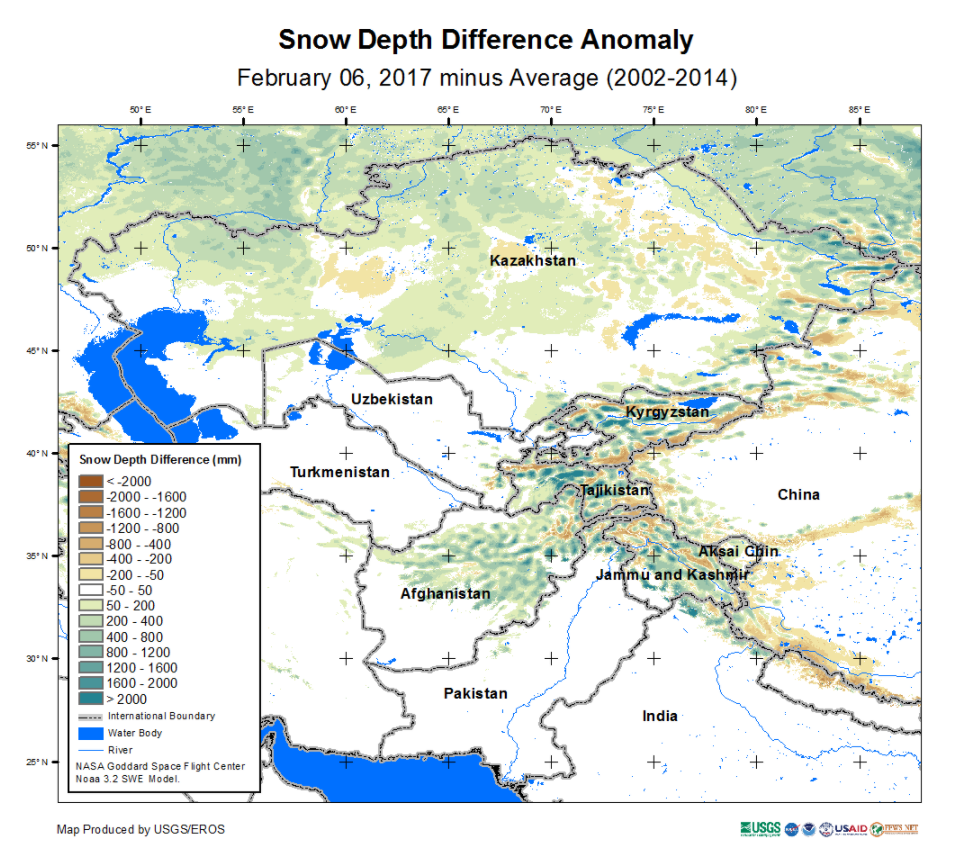 Snow Depth Difference Anomaly
February 06, 2017 minus Average (2002-2014)
50° E 55° E 60° E 65° E 70° E 75° E 80° E 85° E
55° N
50° N
Kazakhstan
45° N
Uzbekistan
Kyrgyzstan
40° N
Turkmenistan
Tajikistan
China
35° N
Aksai Chin
Jammu and Kashmir
Afghanistan
30° N
Pakistan
India
25° N
Snow Depth Difference (mm)
< -2000
-2000 - -1600
-1600 - -1200
-1200 - -800
-800 - -400
-400 - -200
-200 - -50
-50 - 50
50 - 200
200 - 400
400 - 800
800 - 1200
1200 - 1600
1600 - 2000
> 2000
International Boundary
Water Body
River
NASA Goddard Space Flight Center
Noaa 3.2 SWE Model.
Map Produced by USGS/EROS
USGS USAID FEWS NET